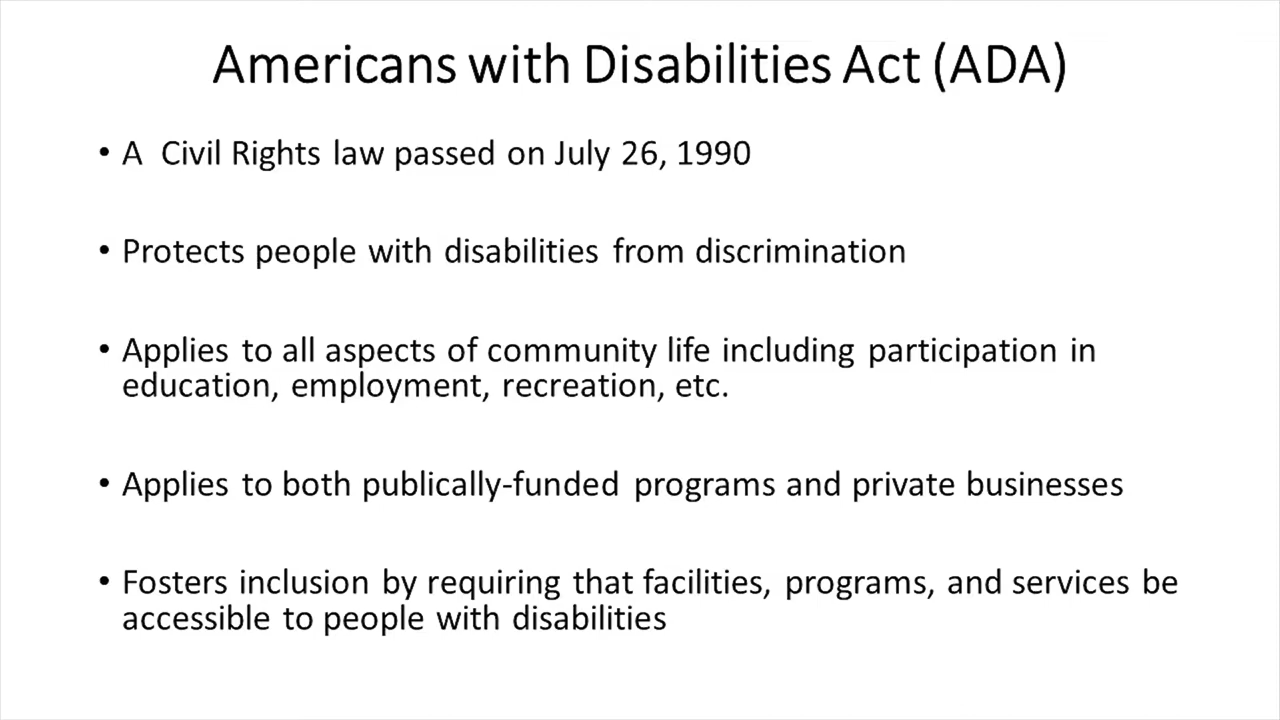 Americans with Disabilities Act (ADA)
• A  Civil Rights law passed on July 26, 1990
• Protects people with disabilities from discrimination
• Applies to all aspects of community life including participation in
education, employment, recreation, etc.
• Applies to both publically-funded programs and private businesses
• Fosters inclusion by requiring that facilities, programs, and services be
accessible to people with disabilities